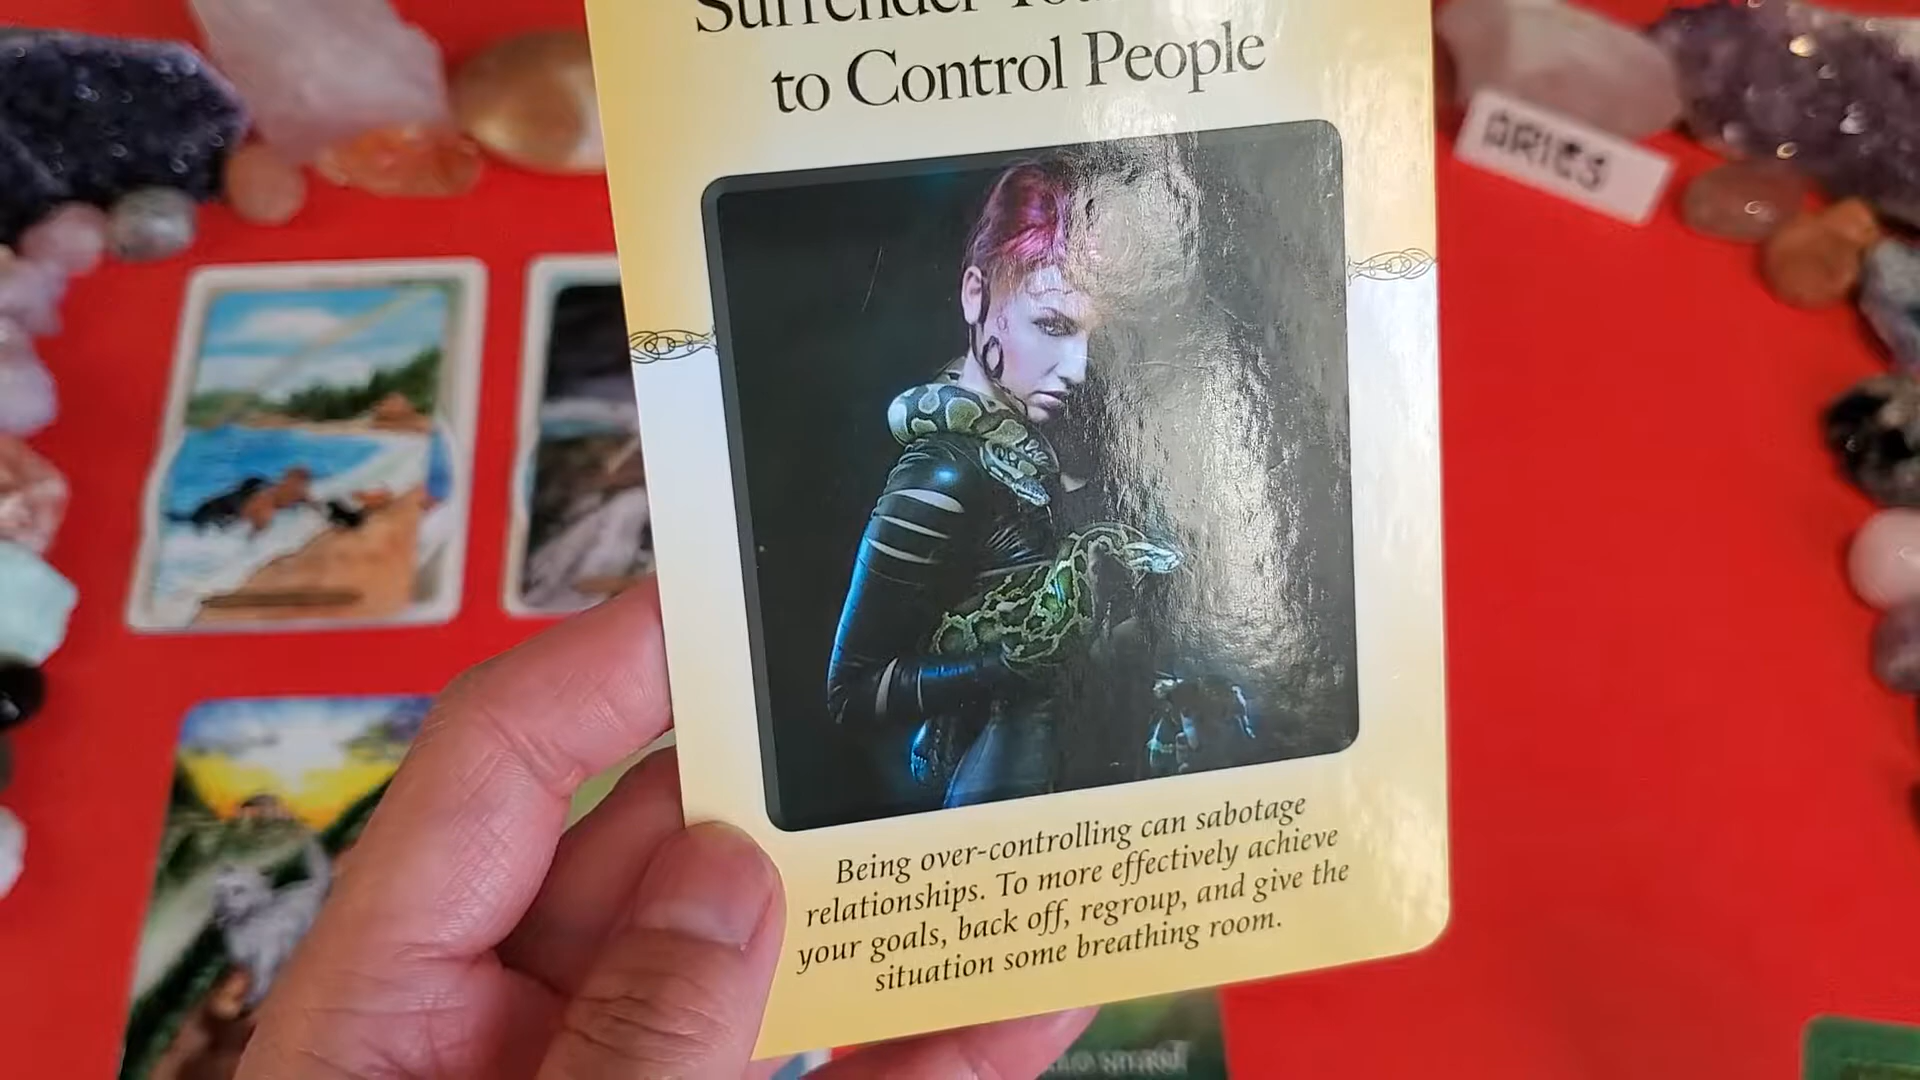 Surrender
to Control People
ARIES
Being over-controlling can sabotage
relationships. To more effectively achieve
your goals, back off, regroup, and give the
situation some breathing room.